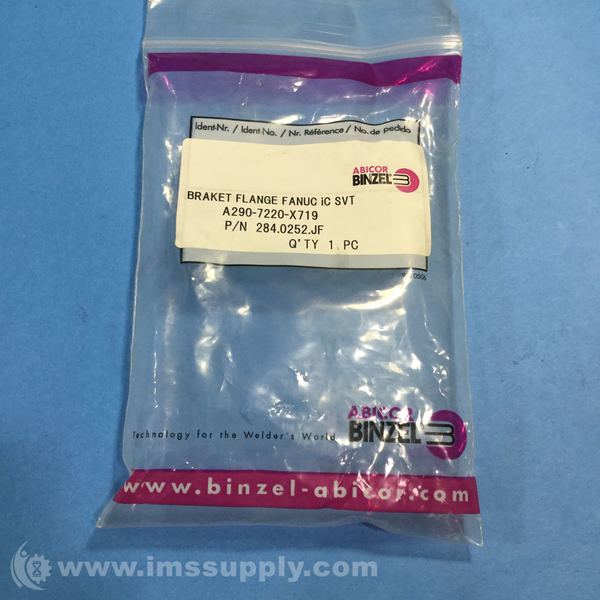 Ident-Nr. / Ident-No. / Nr. Référence / No. de pedido
ABICOR
BINZEL
BRAKET FLANGE FANUC iC SVT
A290-7220-X719
P/N 284.0252.JF
Q'TY 1 PC
ABICOR
BINZEL
Technology for the Welder's World
www.binzel-abicor.com
www.imssupply.com